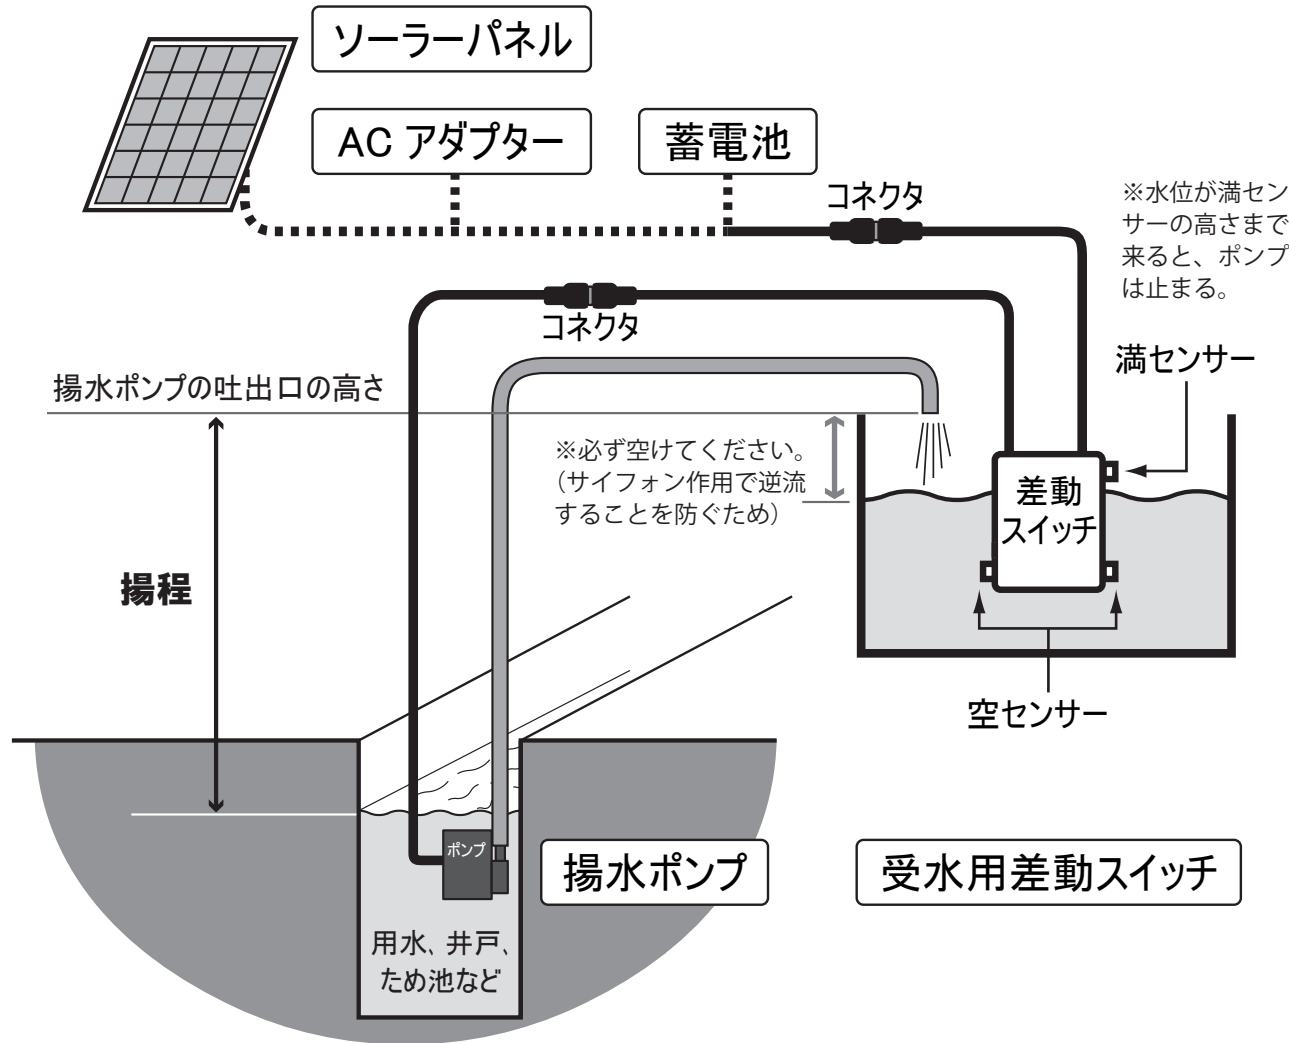 ソーラーパネル
AC アダプター
蓄電池
コネクタ
※水位が満セン
サーの高さまで
来ると、ポンプ
は止まる。
コネクタ
満センサー
揚水ポンプの吐出口の高さ
※必ず空けてください。
（サイフォン作用で逆流
することを防ぐため）
差動
スイッチ
揚程
空センサー
ポンプ
揚水ポンプ
受水用差動スイッチ
用水、井戸、
ため池など